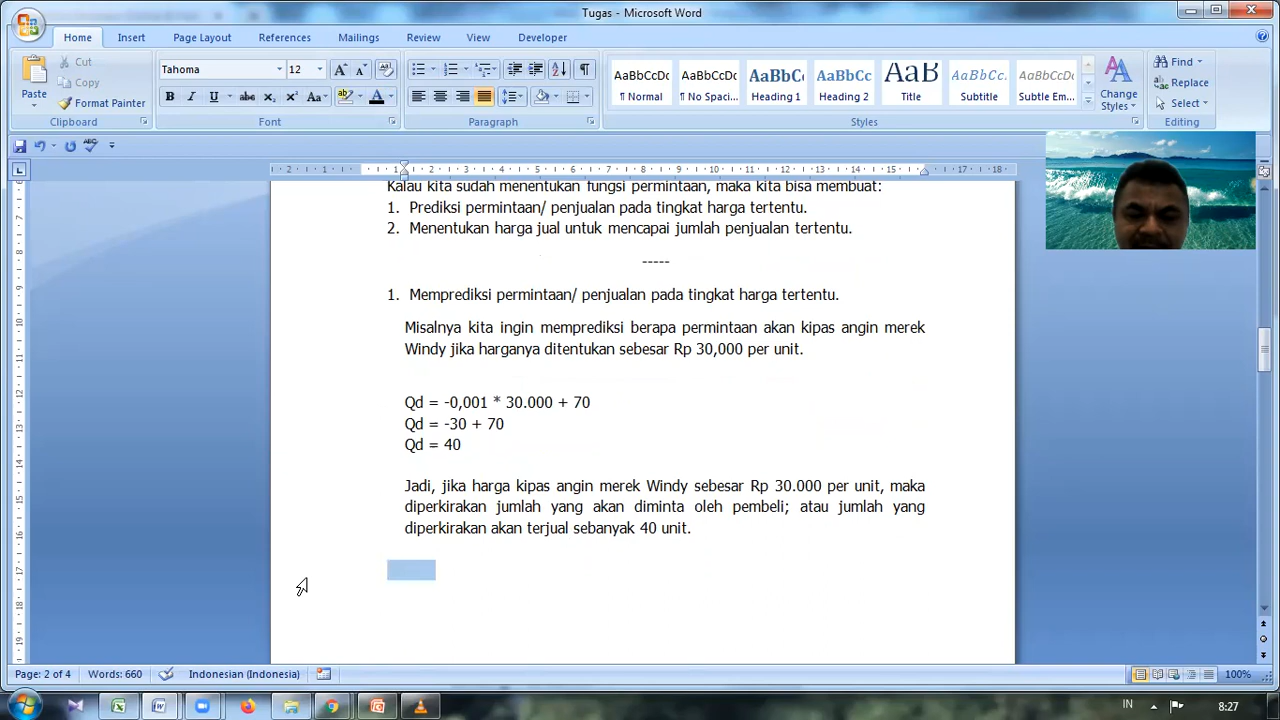 Tugas - Microsoft Word
Home Insert Page Layout References Mailings Review View Developer
Paste
Cut
Copy
Format Painter
Clipboard
Tahoma 12
Font
Paragraph
AaBbCcDc AaBbCcDc AaBbC AaBbCc AaB AaBbCc. AaBbCcDc
¶ Normal ¶ No Spaci... Heading 1 Heading 2 Title Subtitle Subtle Em...
Styles
Change Styles
Find
Replace
Select
Editing
Kalau kita sudah menentukan fungsi permintaan, maka kita bisa membuat:
1. Prediksi permintaan/ penjualan pada tingkat harga tertentu.
2. Menentukan harga jual untuk mencapai jumlah penjualan tertentu.
-----
1. Memprediksi permintaan/ penjualan pada tingkat harga tertentu.
Misalnya kita ingin memprediksi berapa permintaan akan kipas angin merek
Windy jika harganya ditentukan sebesar Rp 30,000 per unit.
Qd = -0,001 * 30.000 + 70
Qd = -30 + 70
Qd = 40
Jadi, jika harga kipas angin merek Windy sebesar Rp 30.000 per unit, maka
diperkirakan jumlah yang akan diminta oleh pembeli; atau jumlah yang
diperkirakan akan terjual sebanyak 40 unit.
Page: 2 of 4 Words: 660 Indonesian (Indonesia) 100%
IN 8:27